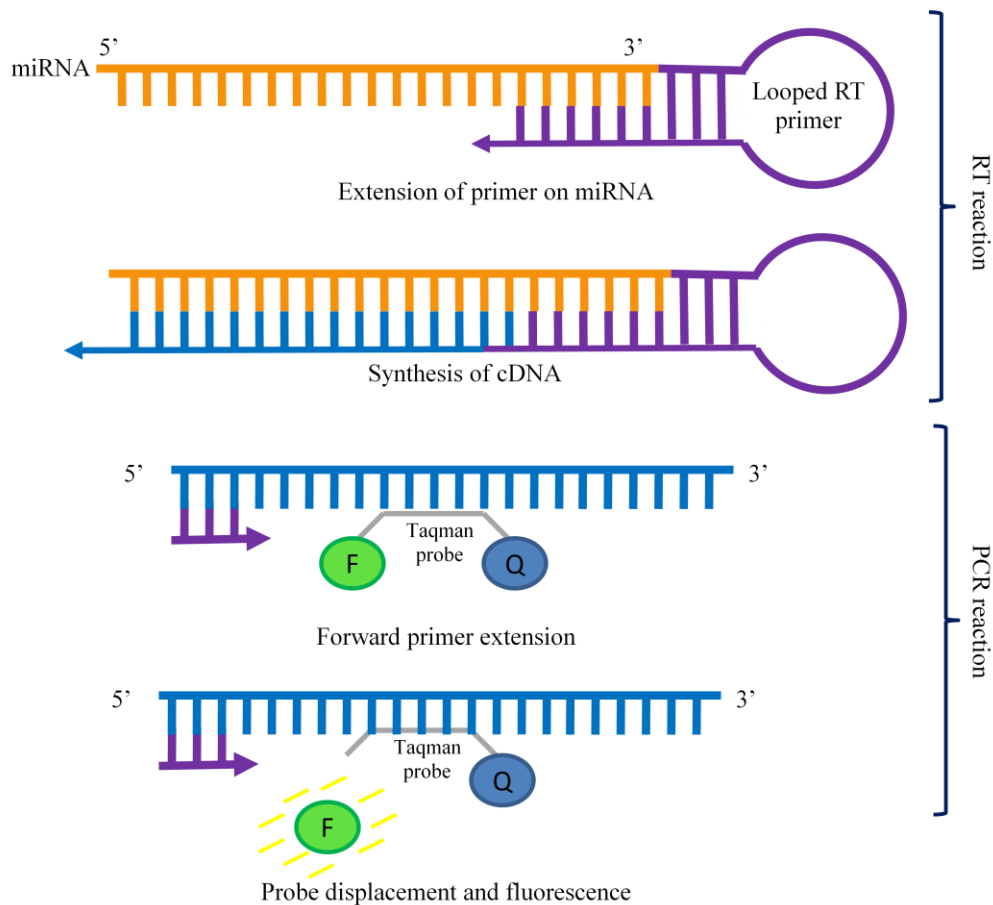 5’
3’
miRNA
Looped RT
primer
Extension of primer on miRNA
RT reaction
Synthesis of cDNA
5’
3’
Taqman
probe
F
Q
Forward primer extension
PCR reaction
5’
3’
Taqman
probe
Q
F
Probe displacement and fluorescence